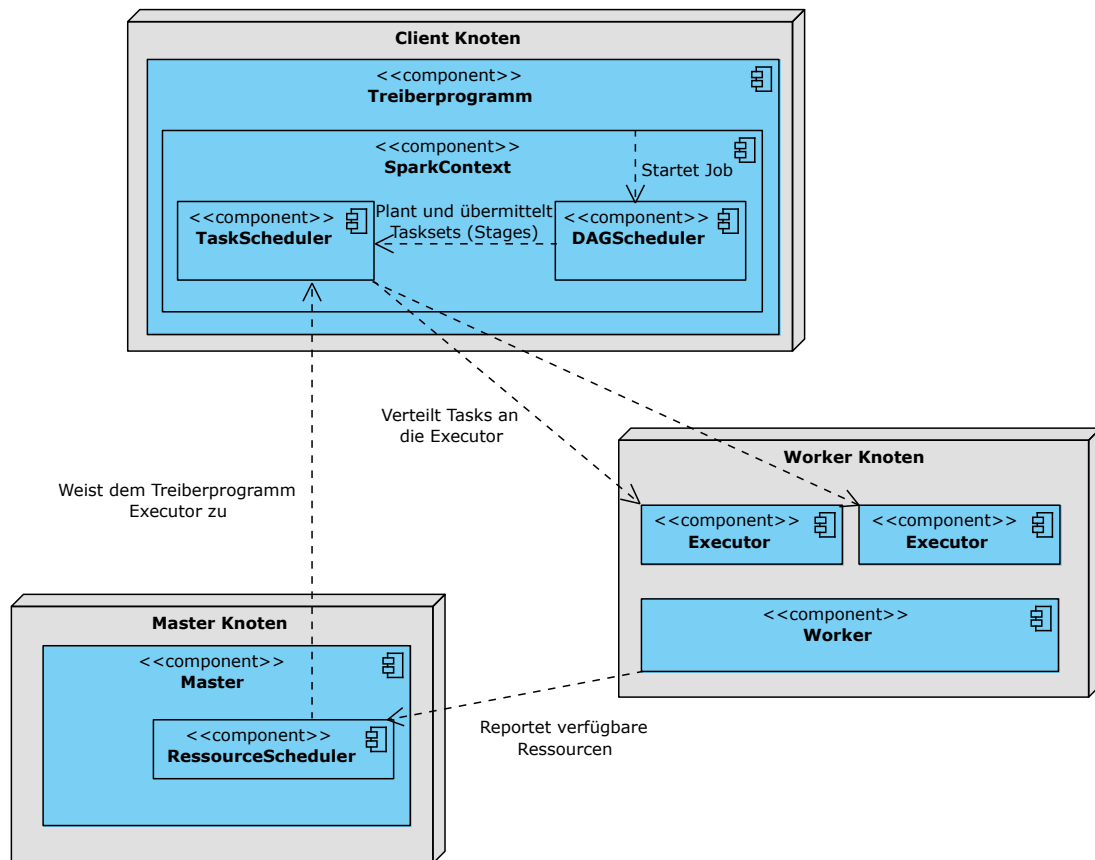 Client Knoten
<<component>>
Treiberprogramm
<<component>>
SparkContext
Startet Job
<<component>>
TaskScheduler
Plant und übermittelt
Tasksets (Stages)
<<component>>
DAGScheduler
Verteilt Tasks an
die Executor
Weist dem Treiberprogramm
Executor zu
Worker Knoten
<<component>>
Executor
<<component>>
Executor
<<component>>
Worker
Master Knoten
<<component>>
Master
<<component>>
RessourceScheduler
Reportet verfügbare
Ressourcen